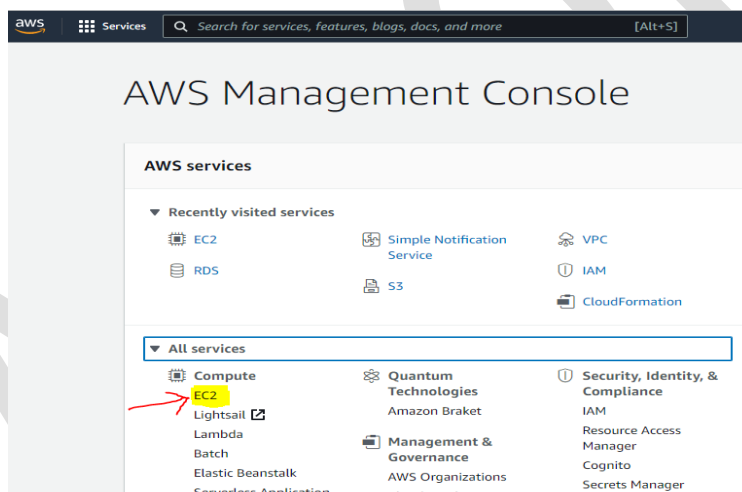 aws Services Search for services, features, blogs, docs, and more [Alt+S]
AWS Management Console
AWS services
Recently visited services
EC2
RDS
Simple Notification
Service
S3
VPC
IAM
CloudFormation
All services
Compute
EC2
Lightsail
Lambda
Batch
Elastic Beanstalk
Serverless Application
Quantum
Technologies
Amazon Braket
Management &
Governance
AWS Organizations
Security, Identity, &
Compliance
IAM
Resource Access
Manager
Cognito
Secrets Manager